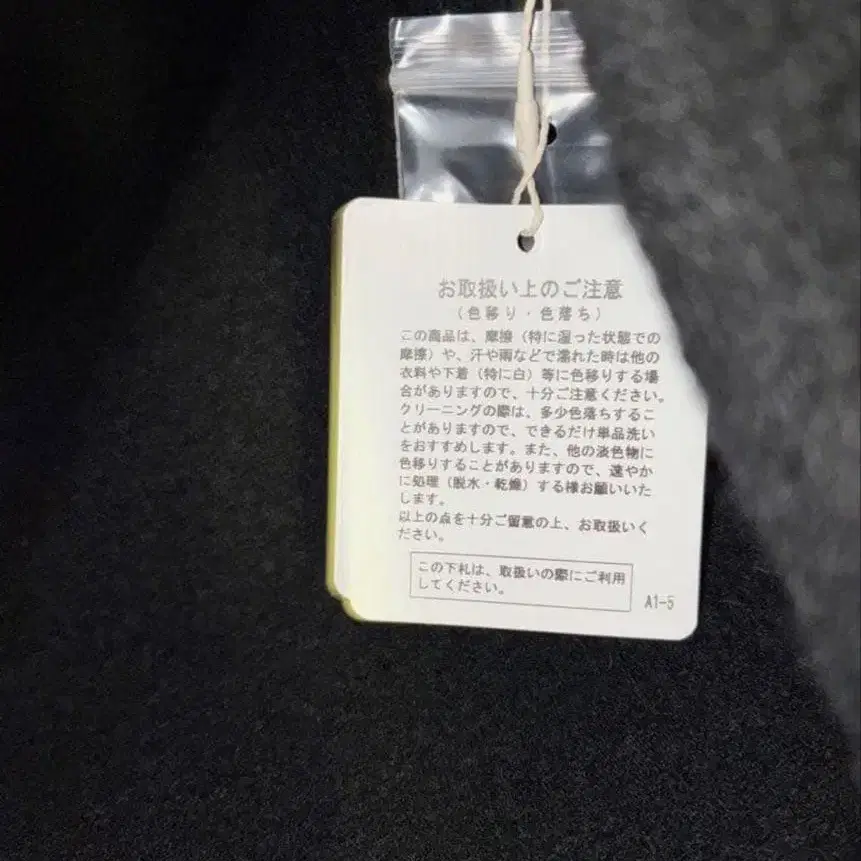 お取扱い上のご注意
(色移り・色落ち)
この商品は、摩擦(特に湿った状態での
摩擦)や、汗や雨などで濡れた時は他の
衣料や下着(特に白)等に色移りする場
合がありますので、十分ご注意ください。
クリーニングの際は、多少色落ちするこ
とがありますので、できるだけ単品洗い
をおすすめします。また、他の淡色物に
色移りすることがありますので、速やか
に処理(脱水・乾燥)する様お願いいた
します。
以上の点を十分ご留意の上、お取扱いく
ださい。
この下札は、取扱いの際にご利用
してください。
A1-5